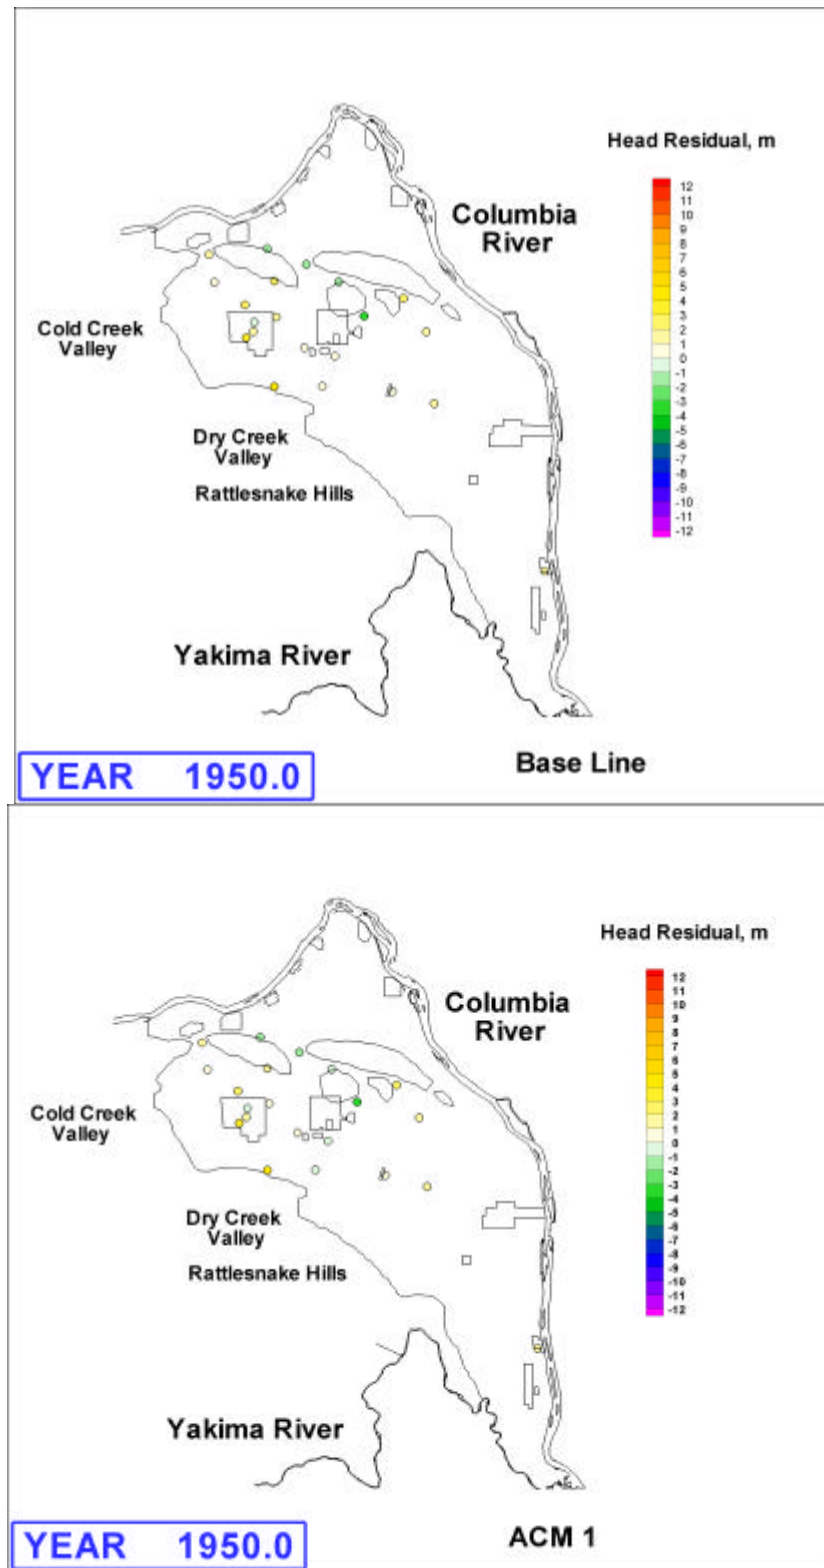 Head Residual, m
12
11
10
9
8
7
6
5
4
3
2
1
0
-1
-2
-3
-4
-5
-6
-7
-8
-9
-10
-11
-12
Columbia
River
Cold Creek
Valley
Dry Creek
Valley
Rattlesnake Hills
Yakima River
Base Line
YEAR 1950.0
Head Residual, m
12
11
10
9
8
7
6
5
4
3
2
1
0
-1
-2
-3
-4
-5
-6
-7
-8
-9
-10
-11
-12
Columbia
River
Cold Creek
Valley
Dry Creek
Valley
Rattlesnake Hills
Yakima River
ACM 1
YEAR 1950.0